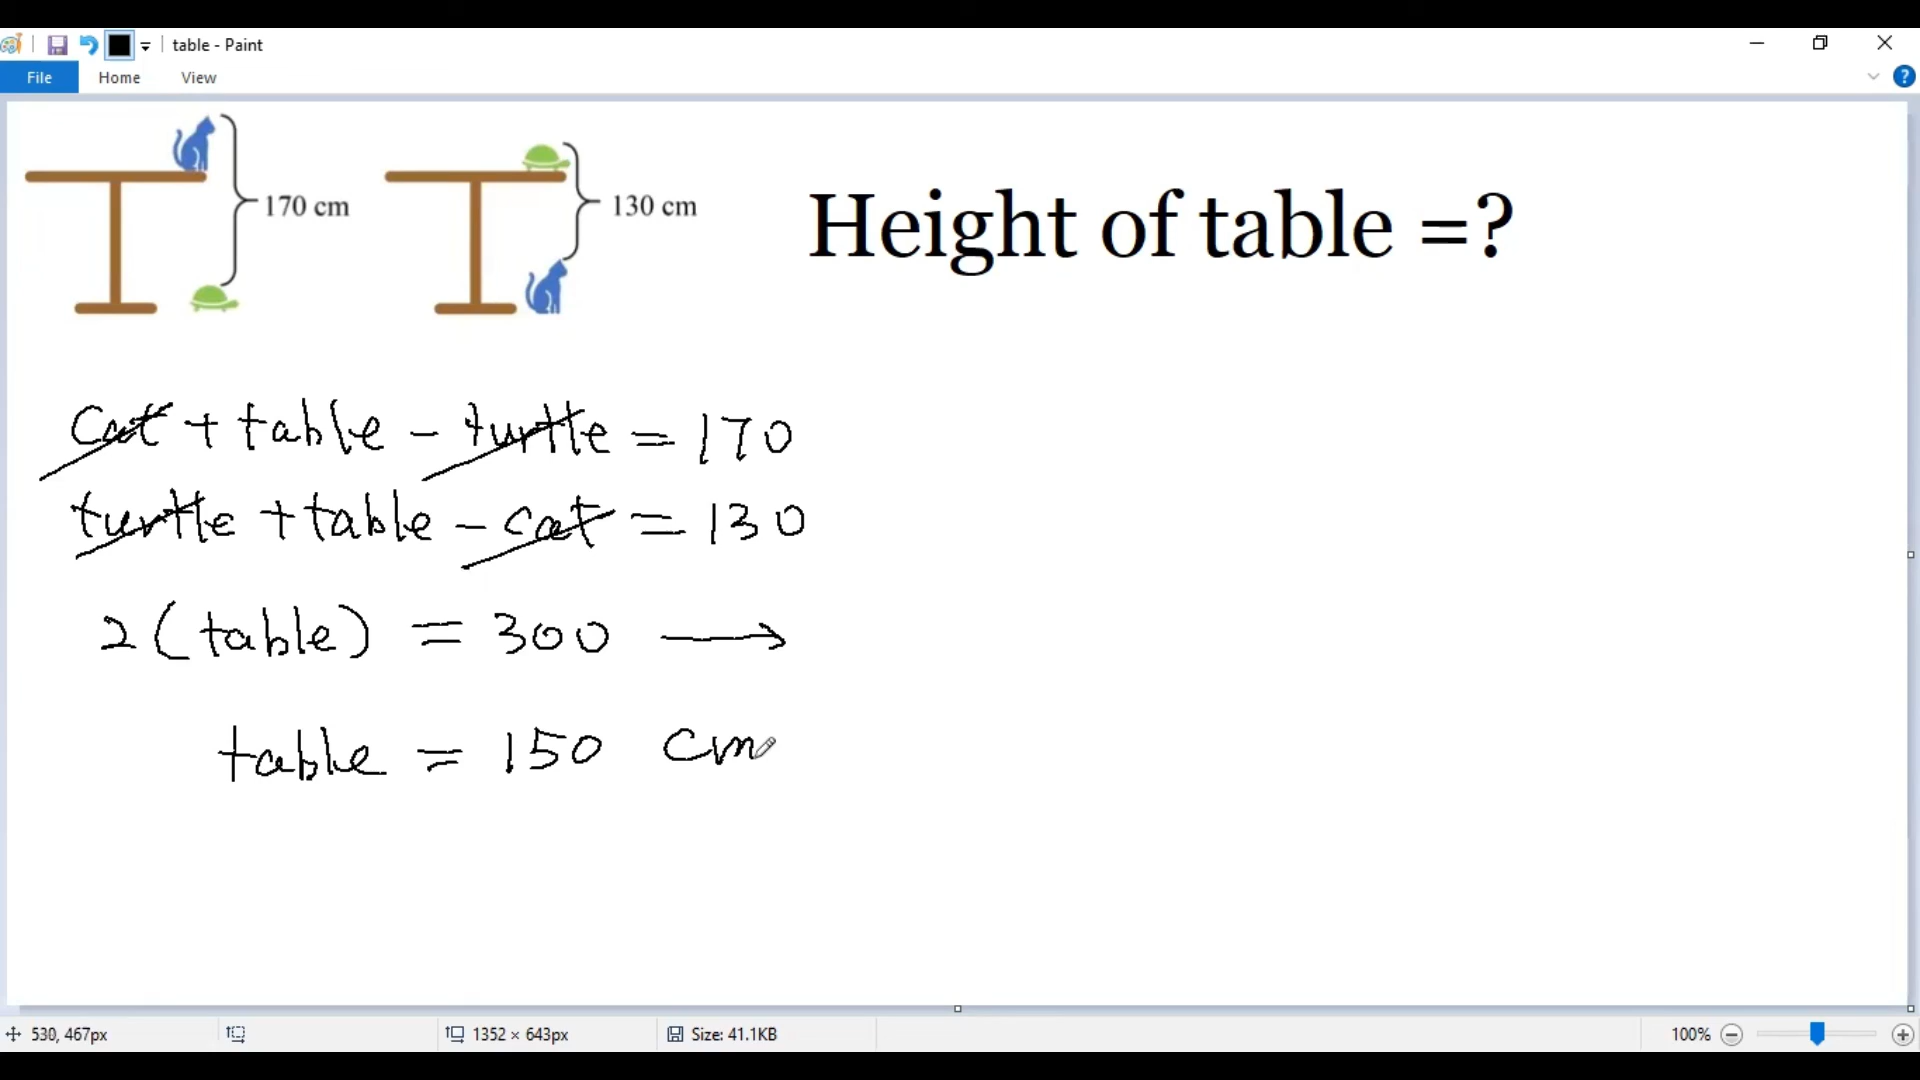 table - Paint
File Home View
170 cm
130 cm
Height of table =?
cat + table - turtle = 170
turtle + table - cat = 130
2 (table) = 300 →
table = 150 cm
530, 467px 1352 × 643px Size: 41.1KB 100%